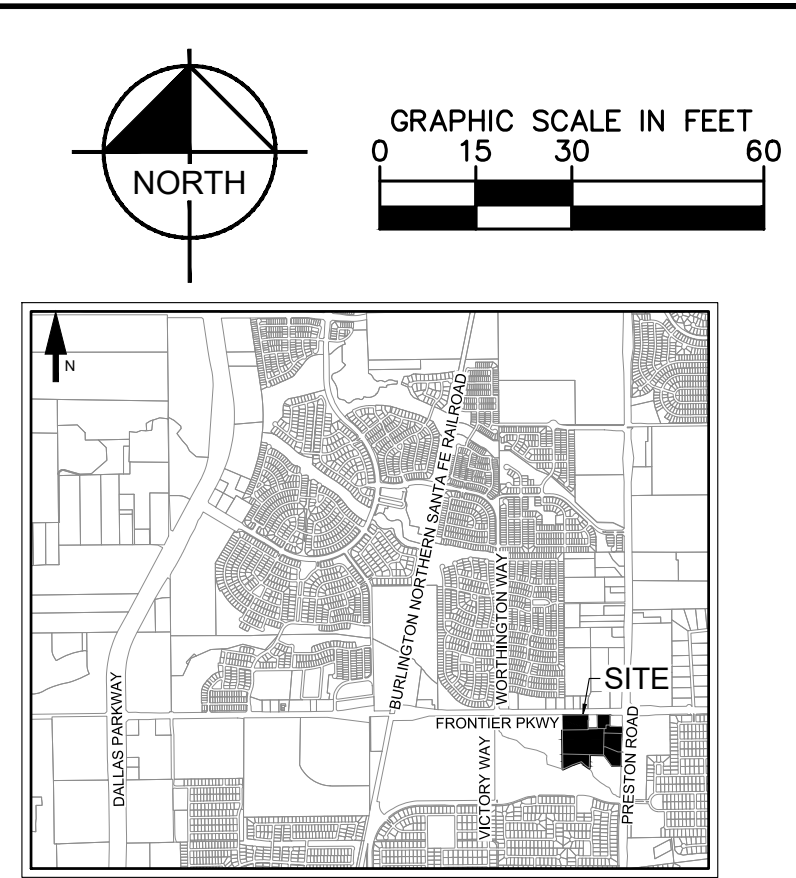 NORTH
GRAPHIC SCALE IN FEET
0 15 30 60
N
BURLINGTON NORTHERN SANTA FE RAILROAD
WORTHINGTON WAY
SITE
FRONTIER PKWY
DALLAS PARKWAY
VICTORY WAY
PRESTON ROAD